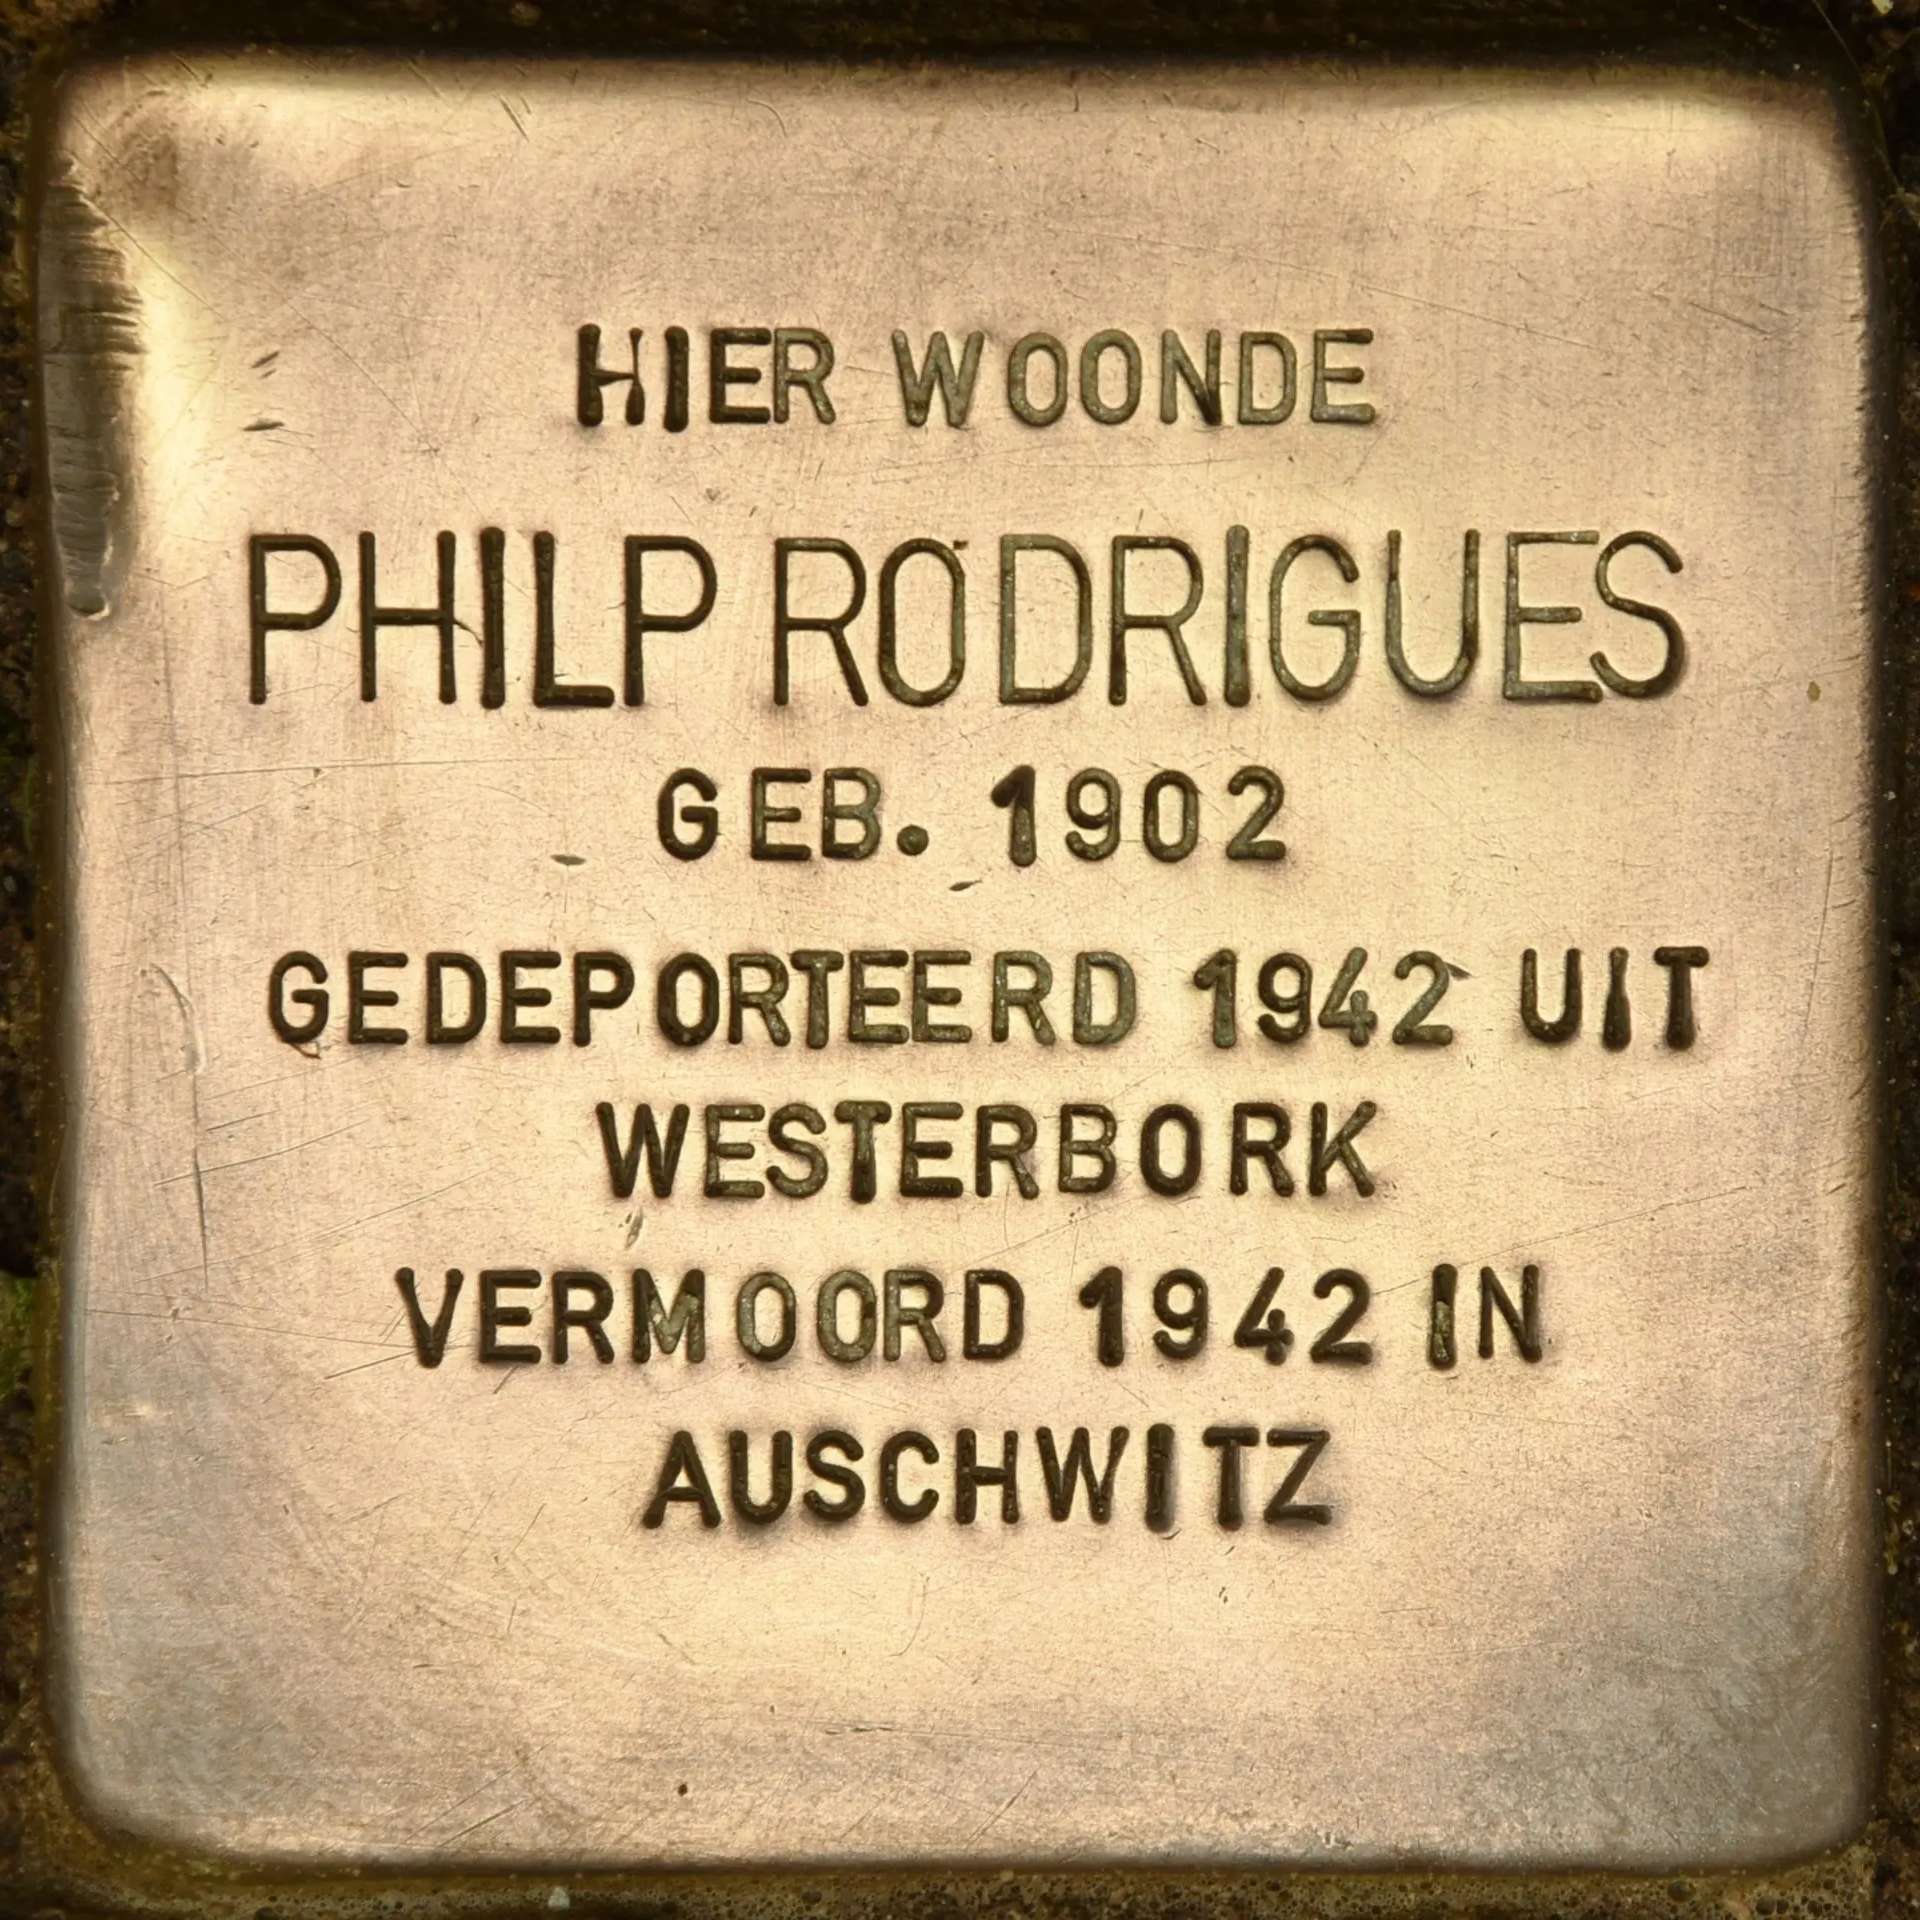 HIER WOONDE
PHILP RODRIGUES
GEB. 1902
GEDEPORTEERD 1942 UIT
WESTERBORK
VERMOORD 1942 IN
AUSCHWITZ